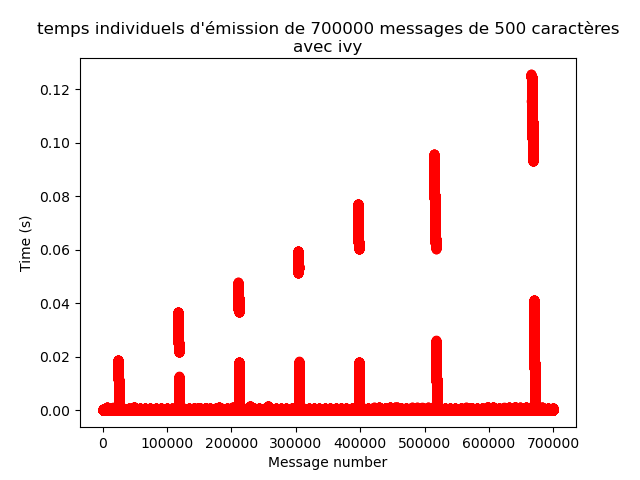 temps individuels d'émission de 700000 messages de 500 caractères
avec ivy
0.12
0.10
0.08
0.06
0.04
0.02
0.00
Time (s)
0 100000 200000 300000 400000 500000 600000 700000
Message number